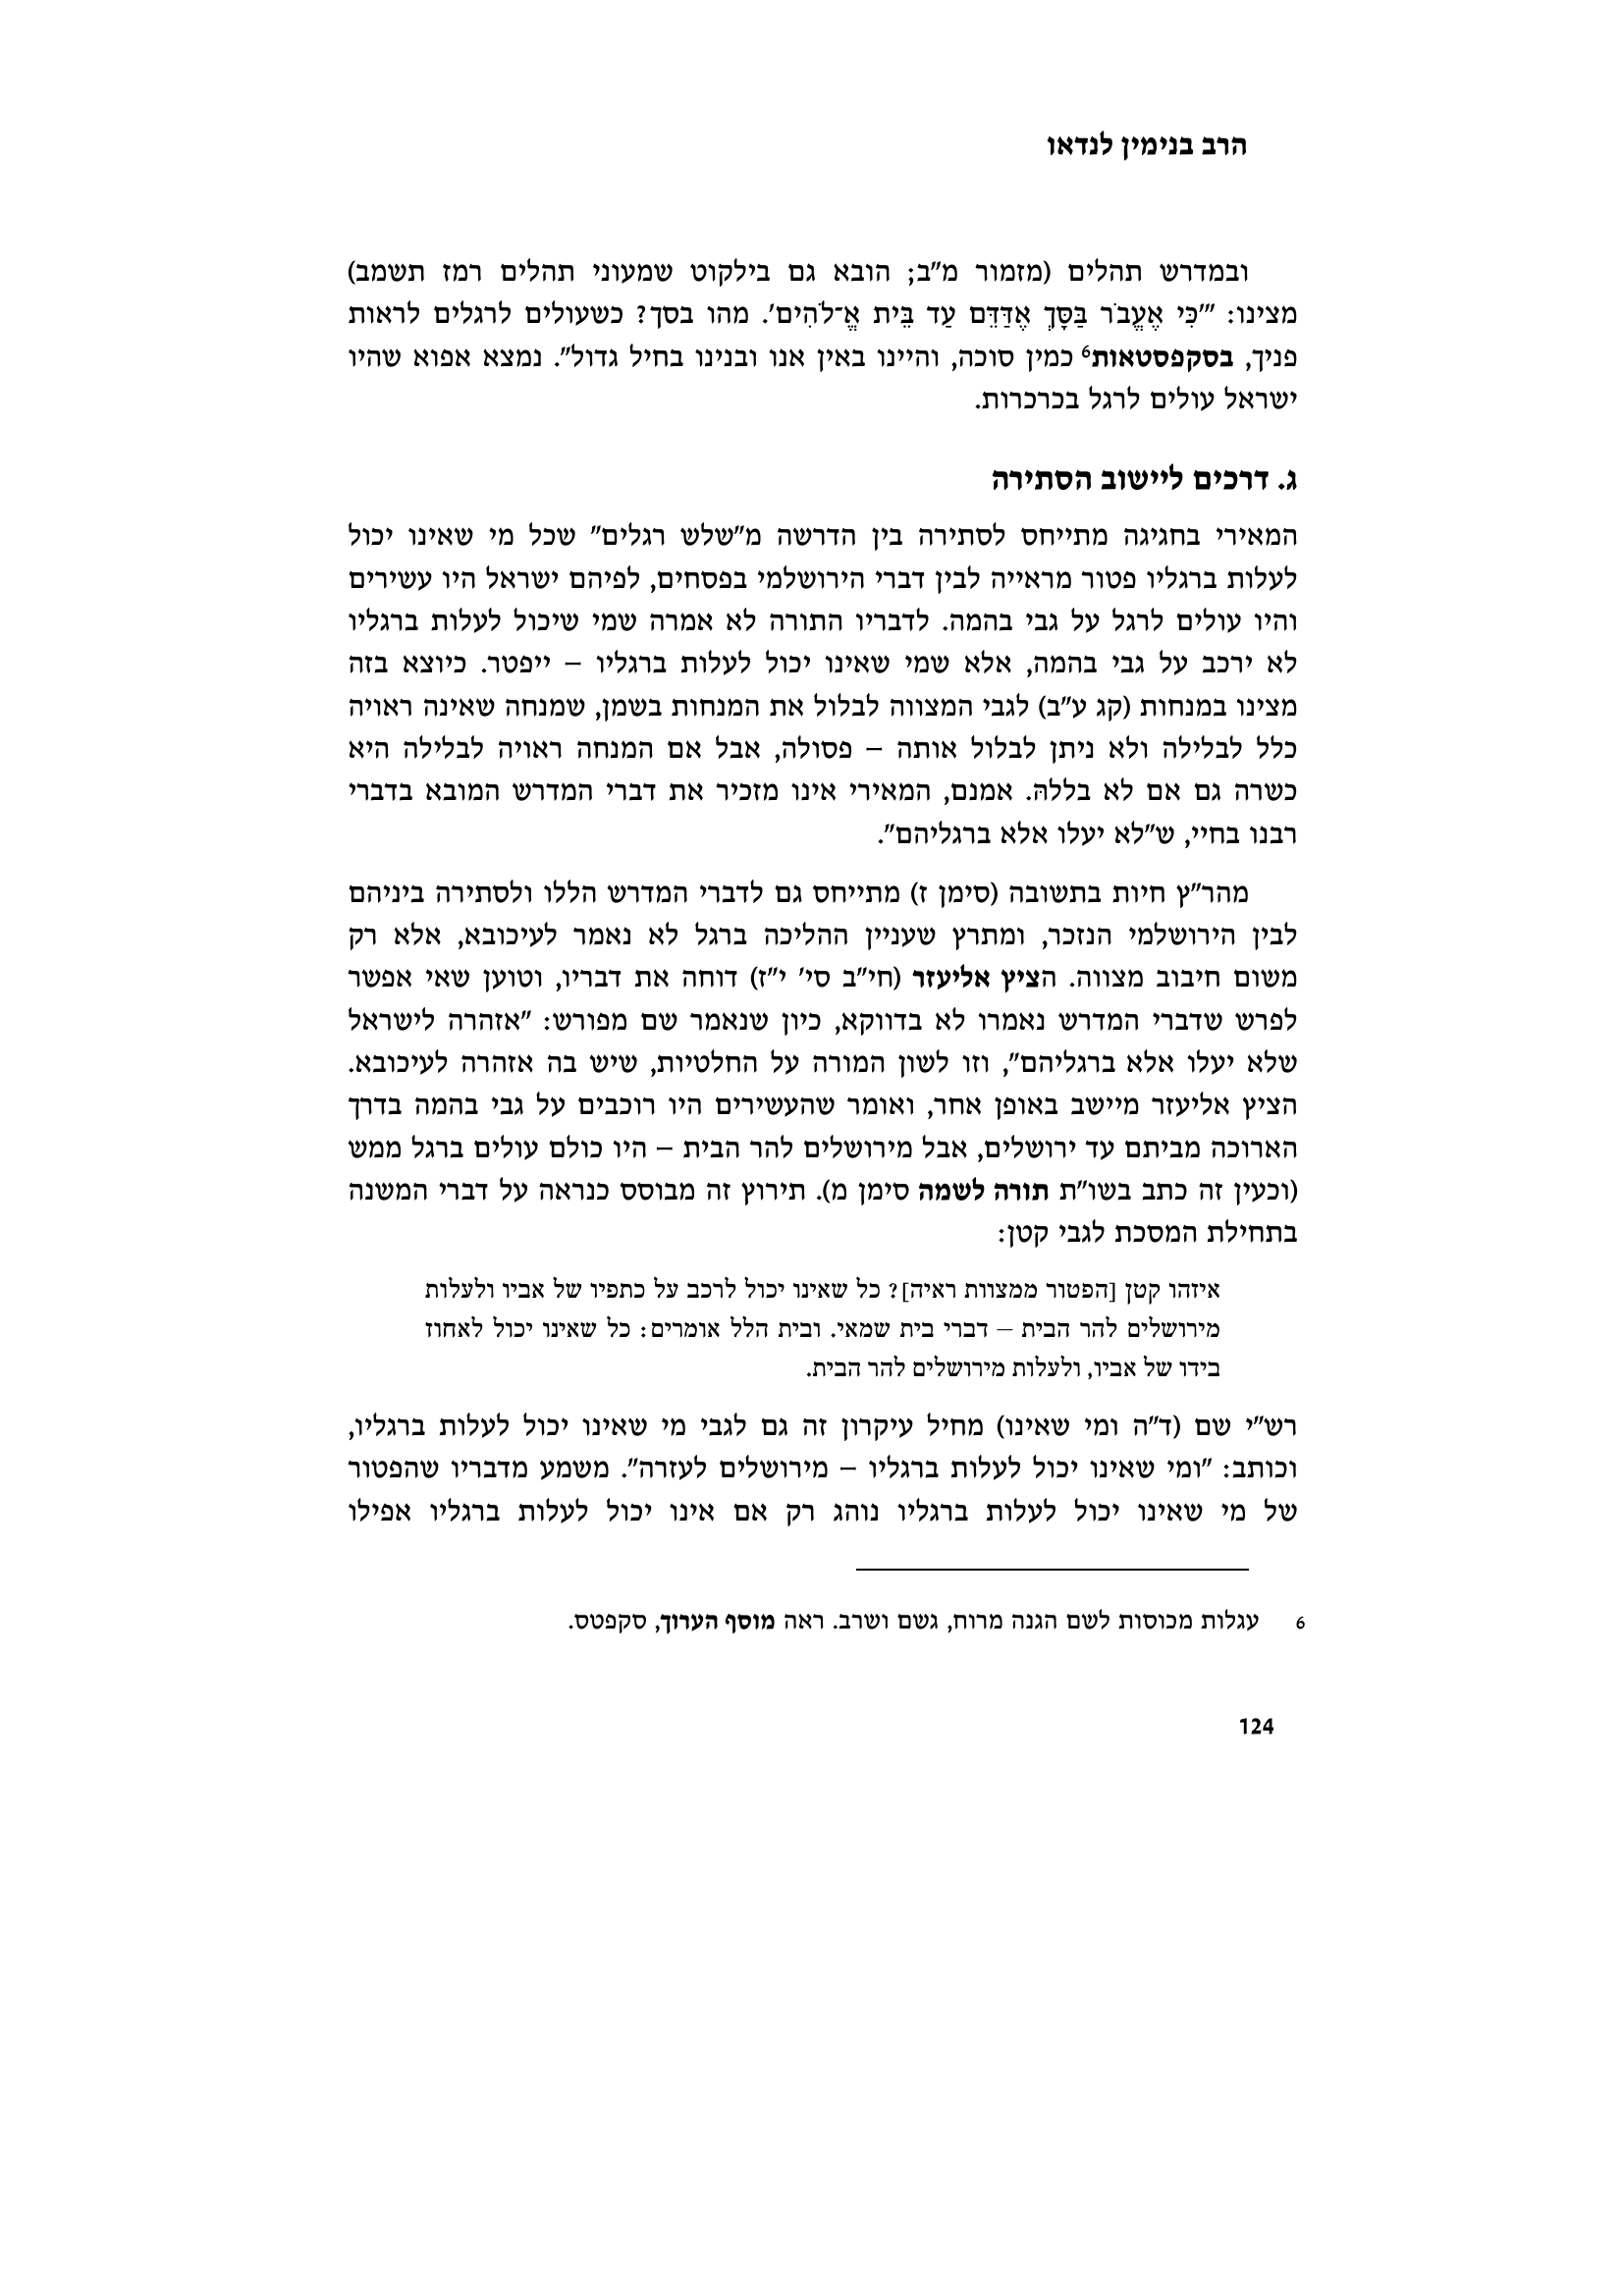 הרב בנימין לנדאו
ובמדרש תהלים (מזמור מ"ב; הובא גם בילקוט שמעוני תהלים רמז תשמב)
מצינו: "'כִּי אֶעֱבֹר בַּסָּךְ אֶדַּדֵּם עַד בֵּית אֱ־לֹהִים'. מהו בסך? כשעולים לרגלים לראות
פניך, בסקפסטאות6 כמין סוכה, והיינו באין אנו ובנינו בחיל גדול". נמצא אפוא שהיו
ישראל עולים לרגל בכרכרות.
ג. דרכים ליישוב הסתירה
המאירי בחגיגה מתייחס לסתירה בין הדרשה מ"שלש רגלים" שכל מי שאינו יכול
לעלות ברגליו פטור מראייה לבין דברי הירושלמי בפסחים, לפיהם ישראל היו עשירים
והיו עולים לרגל על גבי בהמה. לדבריו התורה לא אמרה שמי שיכול לעלות ברגליו
לא ירכב על גבי בהמה, אלא שמי שאינו יכול לעלות ברגליו – ייפטר. כיוצא בזה
מצינו במנחות (קג ע"ב) לגבי המצווה לבלול את המנחות בשמן, שמנחה שאינה ראויה
כלל לבלילה ולא ניתן לבלול אותה – פסולה, אבל אם המנחה ראויה לבלילה היא
כשרה גם אם לא בללהּ. אמנם, המאירי אינו מזכיר את דברי המדרש המובא בדברי
רבנו בחיי, ש"לא יעלו אלא ברגליהם".
מהר"ץ חיות בתשובה (סימן ז) מתייחס גם לדברי המדרש הללו ולסתירה ביניהם
לבין הירושלמי הנזכר, ומתרץ שעניין ההליכה ברגל לא נאמר לעיכובא, אלא רק
משום חיבוב מצווה. הציץ אליעזר (חי"ב סי' י"ז) דוחה את דבריו, וטוען שאי אפשר
לפרש שדברי המדרש נאמרו לא בדווקא, כיון שנאמר שם מפורש: "אזהרה לישראל
שלא יעלו אלא ברגליהם", וזו לשון המורה על החלטיות, שיש בה אזהרה לעיכובא.
הציץ אליעזר מיישב באופן אחר, ואומר שהעשירים היו רוכבים על גבי בהמה בדרך
הארוכה מביתם עד ירושלים, אבל מירושלים להר הבית – היו כולם עולים ברגל ממש
(וכעין זה כתב בשו"ת תורה לשמה סימן מ). תירוץ זה מבוסס כנראה על דברי המשנה
בתחילת המסכת לגבי קטן:
איזהו קטן [הפטור ממצוות ראיה]? כל שאינו יכול לרכב על כתפיו של אביו ולעלות
מירושלים להר הבית – דברי בית שמאי. ובית הלל אומרים: כל שאינו יכול לאחוז
בידו של אביו, ולעלות מירושלים להר הבית.
רש"י שם (ד"ה ומי שאינו) מחיל עיקרון זה גם לגבי מי שאינו יכול לעלות ברגליו,
וכותב: "ומי שאינו יכול לעלות ברגליו – מירושלים לעזרה". משמע מדבריו שהפטור
של מי שאינו יכול לעלות ברגליו נוהג רק אם אינו יכול לעלות ברגליו אפילו
6 עגלות מכוסות לשם הגנה מרוח, גשם ושרב. ראה מוסף הערוך, סקפטס.
124